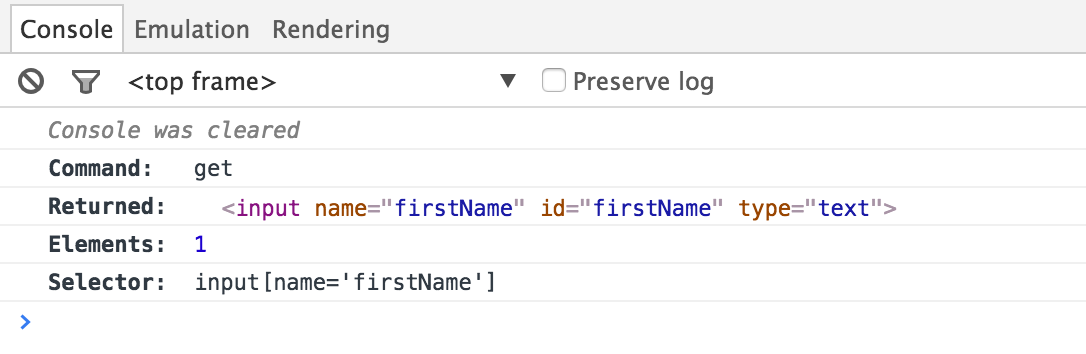 Console Emulation Rendering
<top frame> ▼ Preserve log
Console was cleared
Command: get
Returned: <input name="firstName" id="firstName" type="text">
Elements: 1
Selector: input[name='firstName']
>